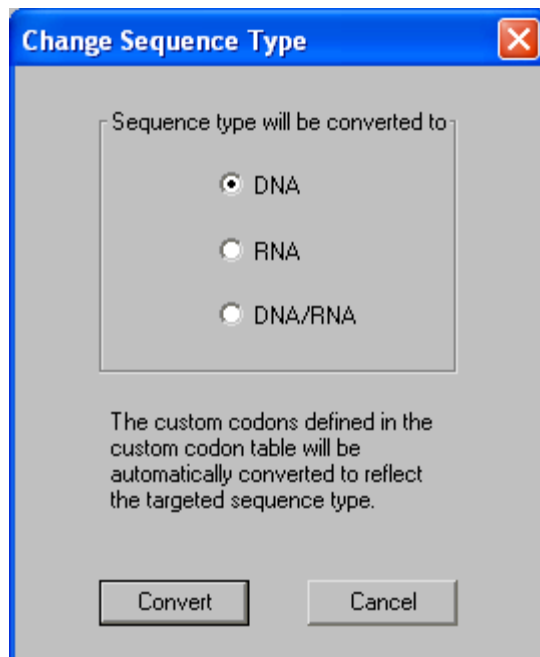 Change Sequence Type
Sequence type will be converted to
DNA
RNA
DNA/RNA
The custom codons defined in the
custom codon table will be
automatically converted to reflect
the targeted sequence type.
Convert
Cancel